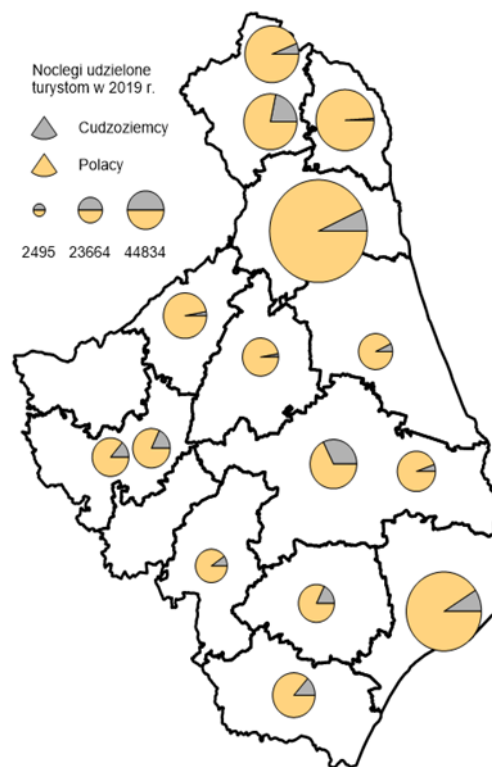 Noclegi udzielone
turystom w 2019 r.
Cudzoziemcy
Polacy
2495 23664 44834